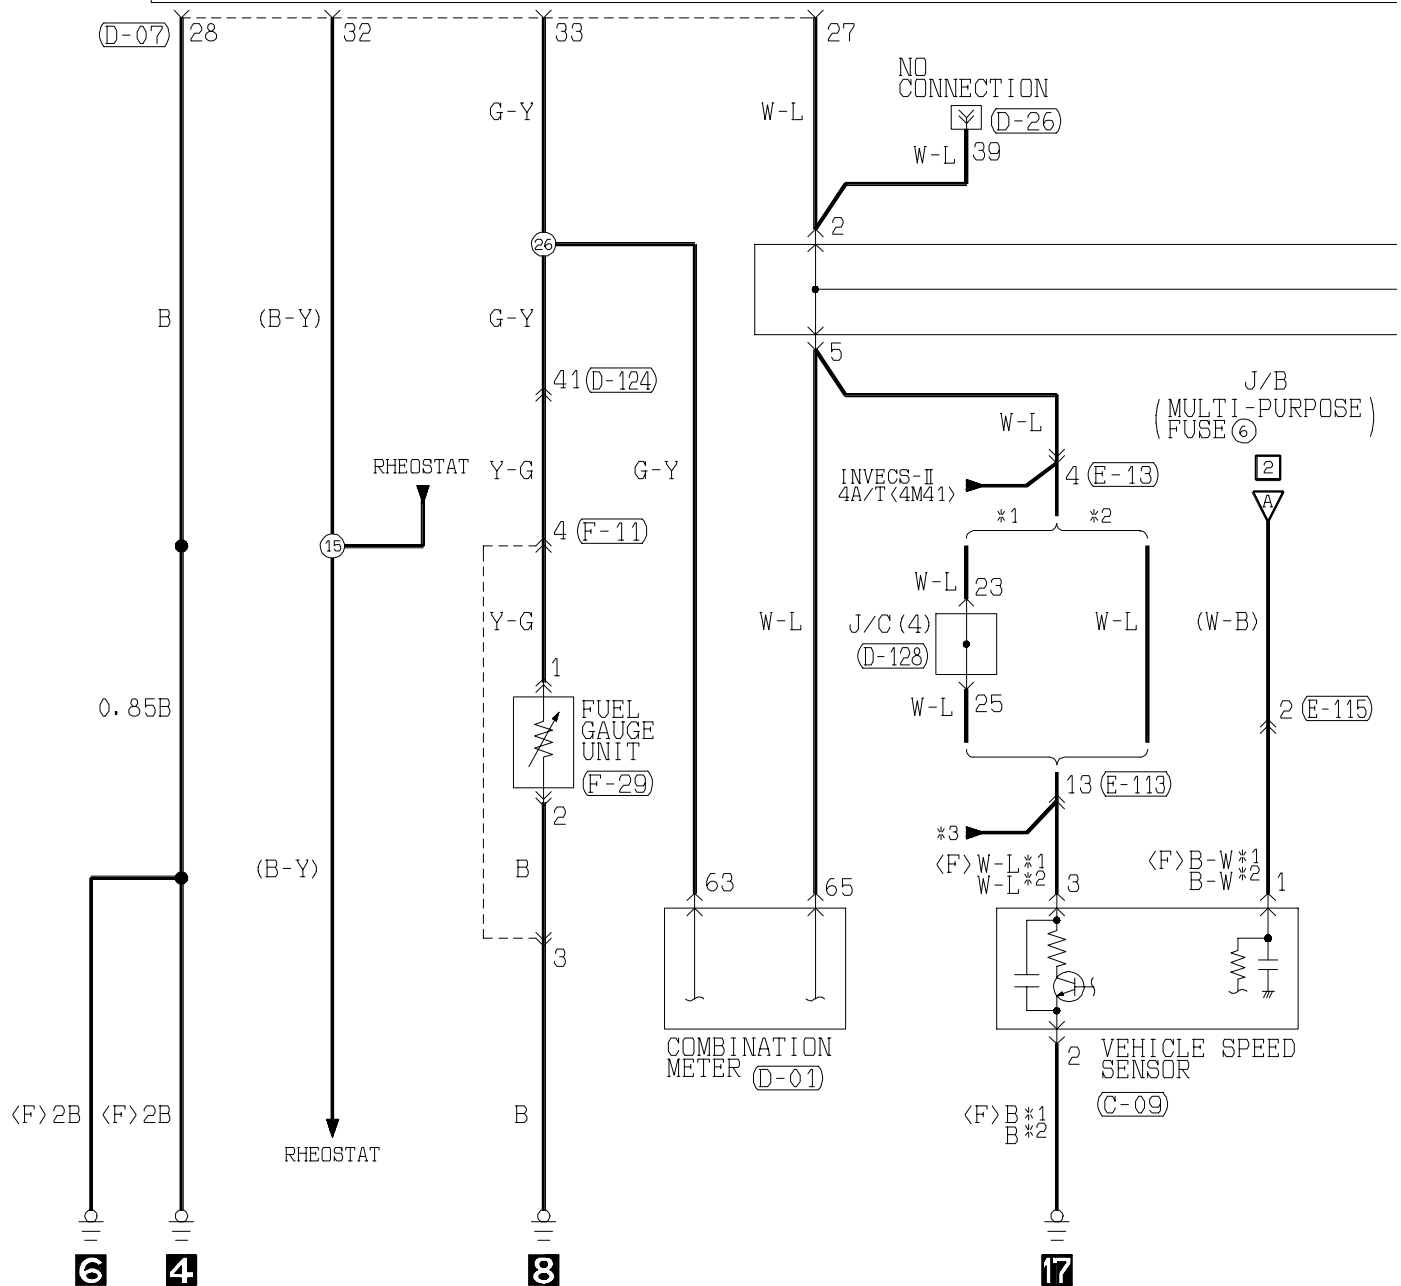 (D-07) 28 32 33 27
NO
CONNECTION
(D-26)
G-Y W-L
W-L 39
2
26
B (B-Y) G-Y
5
41 (D-124)
J/B
(MULTI-PURPOSE
FUSE 6)
W-L
RHEOSTAT Y-G G-Y
INVECS-Ⅱ
4A/T<4M41>
4 (E-13)
2
A
*1 *2
4 (F-11)
15
W-L 23
Y-G W-L J/C(4) W-L (W-B)
(D-128)
1
0.85B
FUEL
GAUGE
UNIT
(F-29)
W-L 25
2 (E-115)
2
13 (E-113)
*3
(B-Y) B
<F>W-L*1
W-L*2
<F>B-W*1
B-W*2
63 65 3 1
3
COMBINATION
METER (D-01)
2
VEHICLE SPEED
SENSOR
(C-09)
<F>2B <F>2B B
<F>B*1
B*2
RHEOSTAT
6 4 8 17